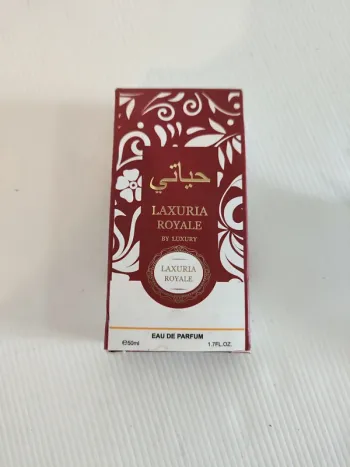 حياتي
LAXURIA
ROYALE
BY LUXURY
LAXURIA
ROYALE
EAU DE PARFUM
℮50ml 1.7FL.OZ.